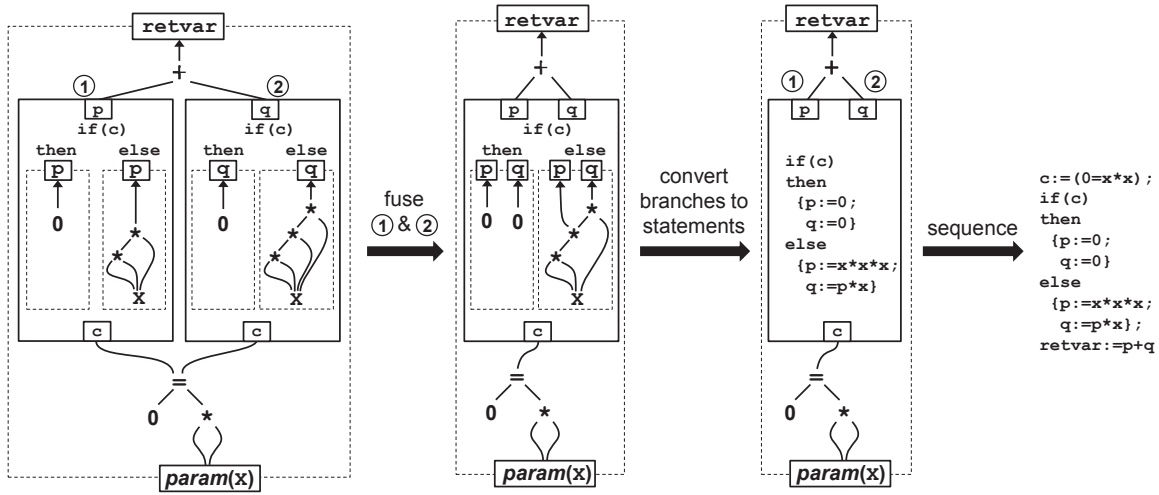 retvar
+
① ②
p q
if(c) if(c)
then else then else
p p q q
0 * 0 *
* *
* *
x x
c c
=
0 *
param(x)
fuse
① & ②
retvar
+
p q
if(c)
then else
p q p q
0 0 *
*
*
x
c
=
0 *
param(x)
convert
branches to
statements
retvar
+
① ②
p q
if(c)
then
{p:=0;
q:=0}
else
{p:=x*x*x;
q:=p*x}
c
=
0 *
param(x)
sequence
c:=(0=x*x);
if(c)
then
{p:=0;
q:=0}
else
{p:=x*x*x;
q:=p*x};
retvar:=p+q